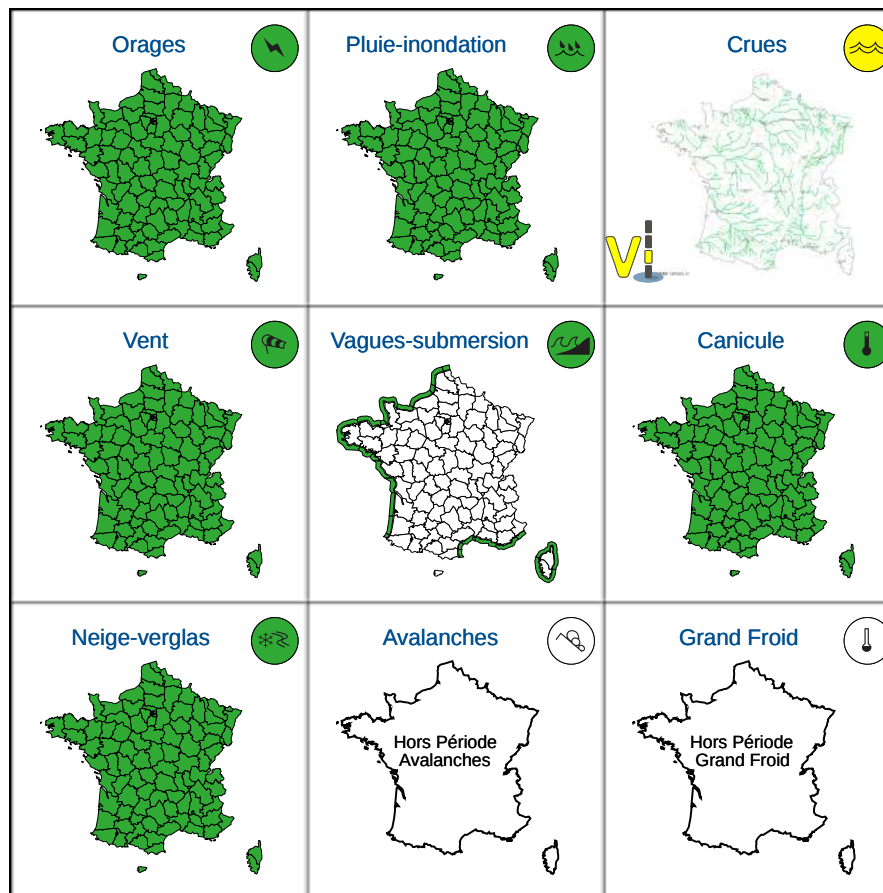 Orages
Pluie-inondation
Crues
Vi
Vent
Vagues-submersion
Canicule
Neige-verglas
Avalanches
Grand Froid
Hors Période
Avalanches
Hors Période
Grand Froid